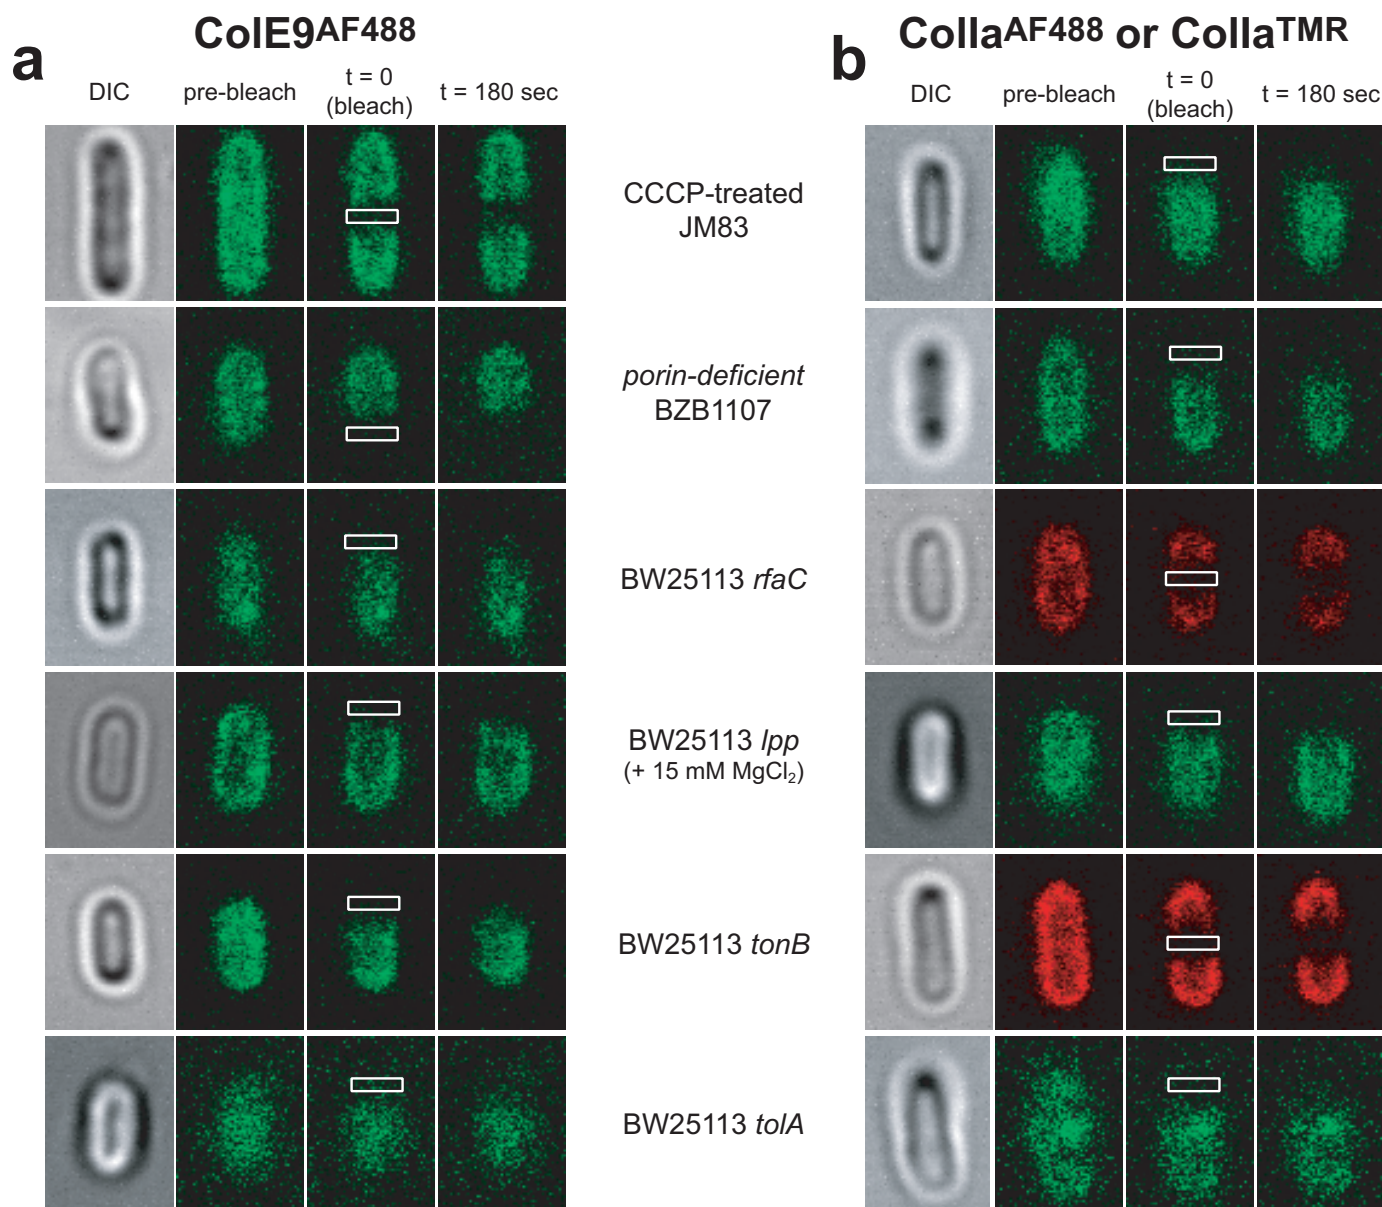 a
ColE9AF488
DIC
pre-bleach
t = 0
(bleach)
t = 180 sec
b
ColIaAF488 or ColIaTMR
DIC
pre-bleach
t = 0
(bleach)
t = 180 sec
CCCP-treated
JM83
porin-deficient
BZB1107
BW25113 rfaC
BW25113 lpp
(+ 15 mM MgCl2)
BW25113 tonB
BW25113 tolA